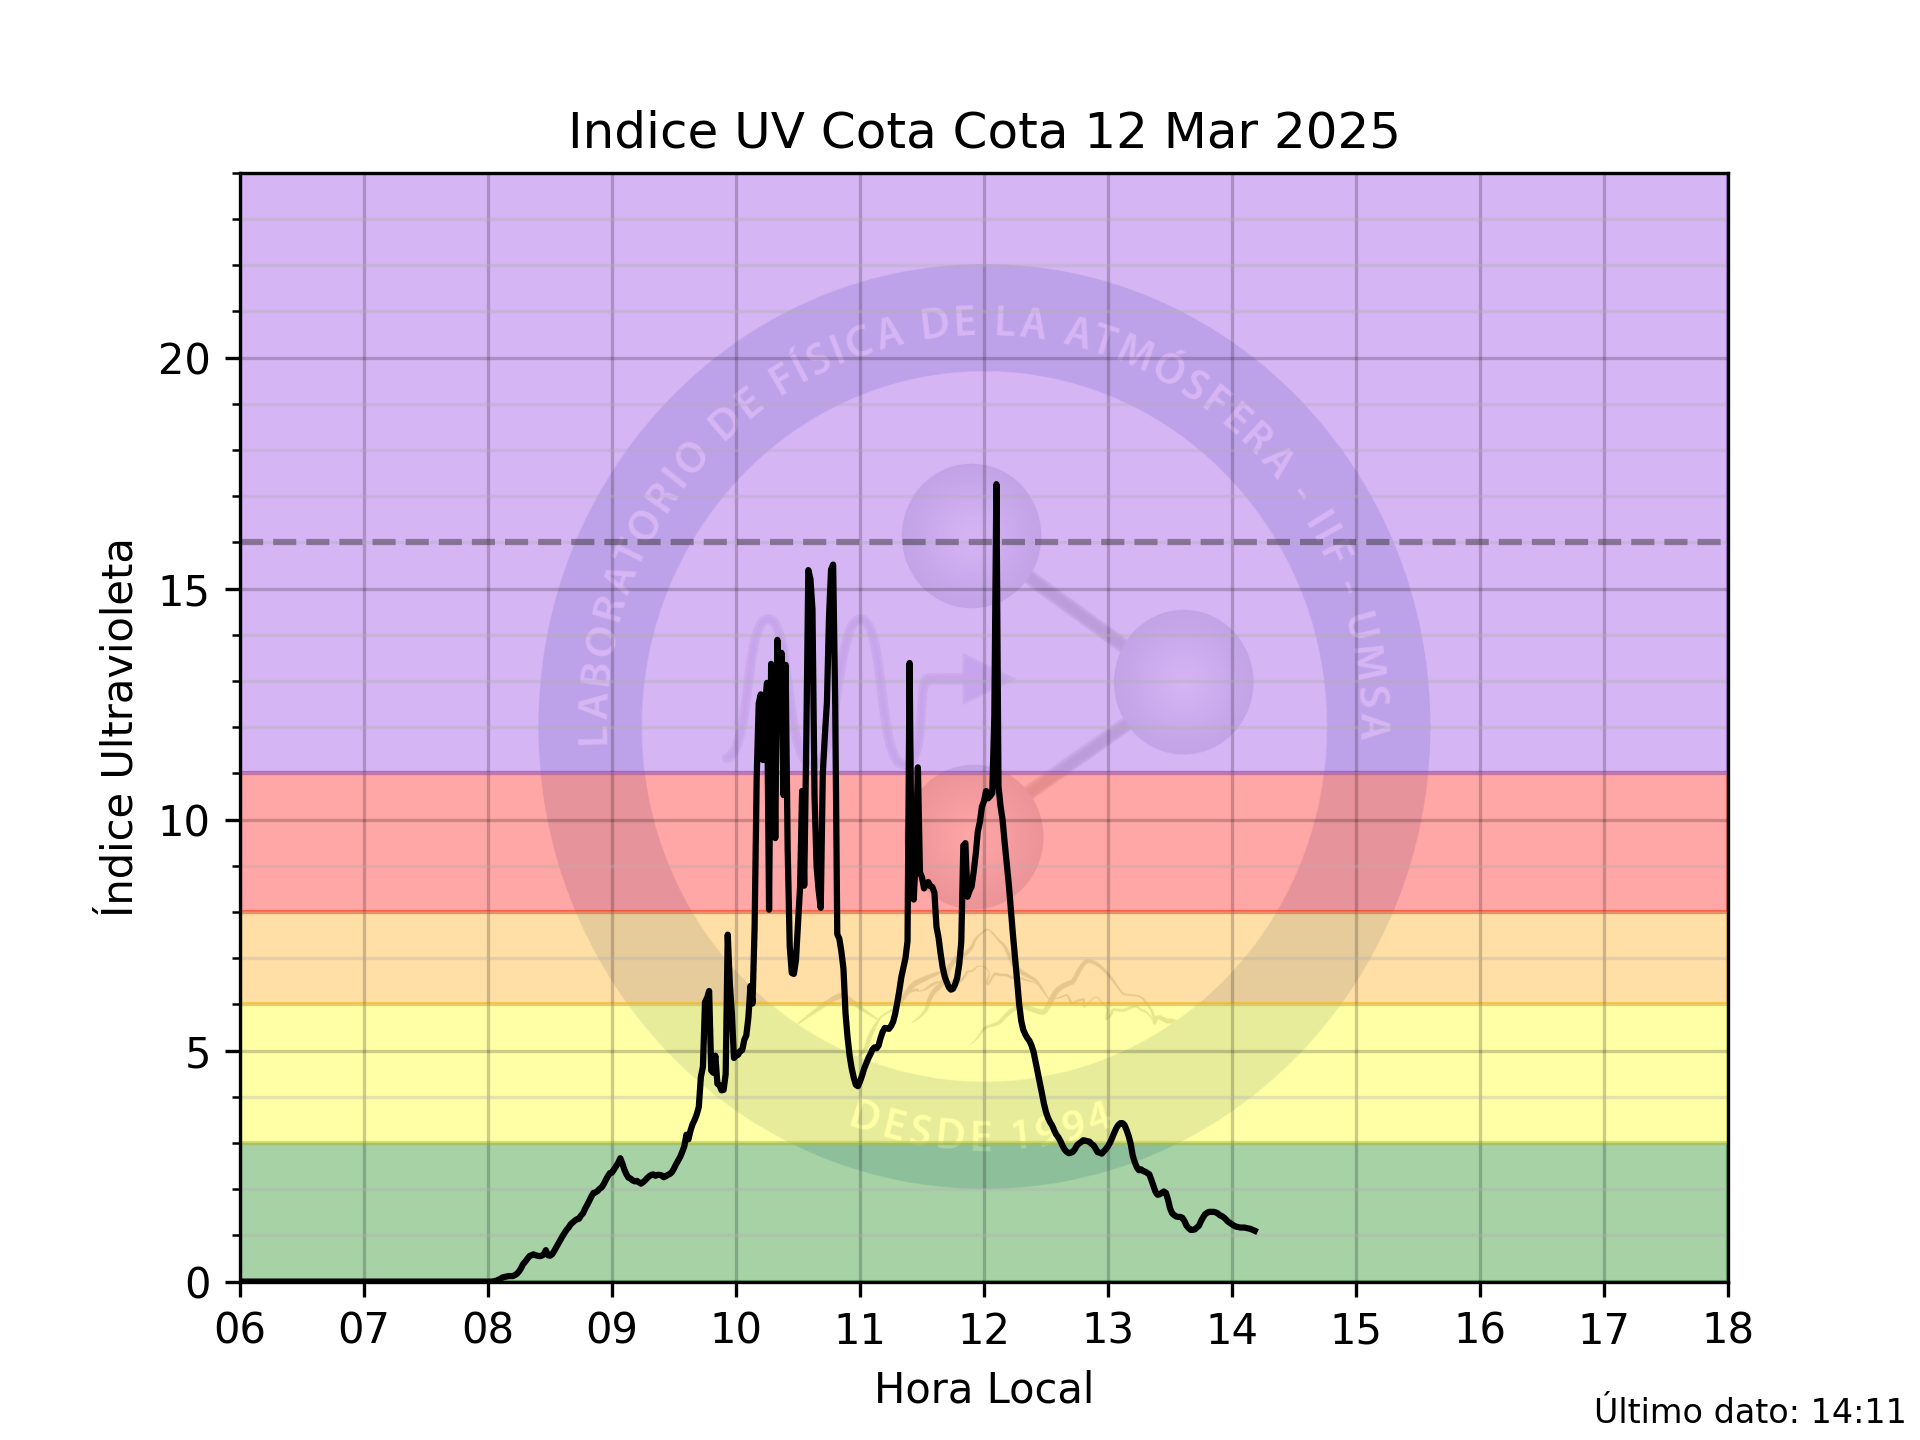 Indice UV Cota Cota 12 Mar 2025
20
15
10
5
0
Índice Ultravioleta
LABORATORIO DE FÍSICA DE LA ATMÓSFERA - IIF - UMSA
DESDE 1994
06 07 08 09 10 11 12 13 14 15 16 17 18
Hora Local
Último dato: 14:11